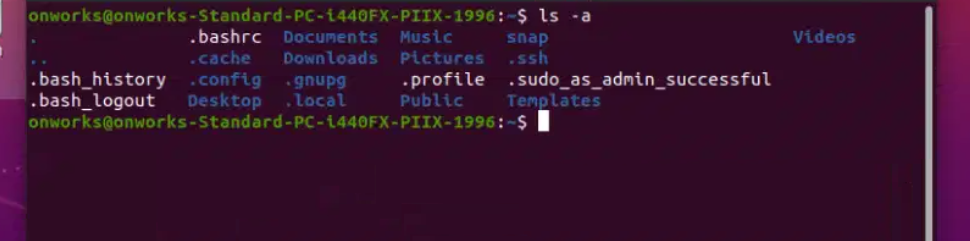 onworks@onworks-Standard-PC-i440FX-PIIX-1996:~$ ls -a
. .bashrc Documents Music snap Videos
.. .cache Downloads Pictures .ssh
.bash_history .config .gnupg .profile .sudo_as_admin_successful
.bash_logout Desktop .local Public Templates
onworks@onworks-Standard-PC-i440FX-PIIX-1996:~$